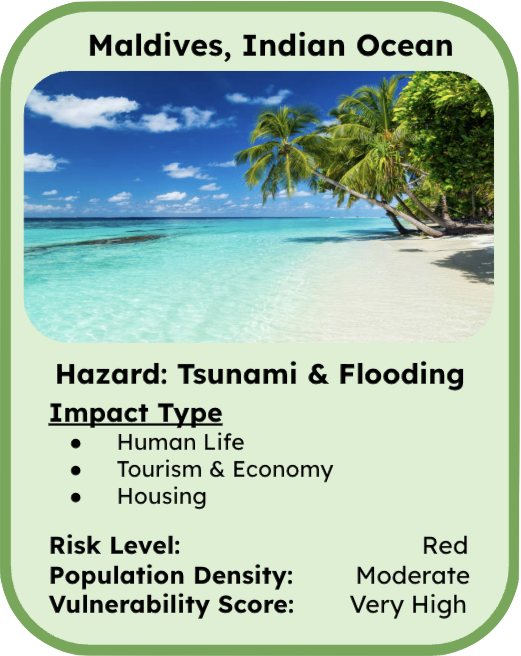 Maldives, Indian Ocean
Hazard: Tsunami & Flooding
Impact Type
● Human Life
● Tourism & Economy
● Housing
Risk Level: Red
Population Density: Moderate
Vulnerability Score: Very High